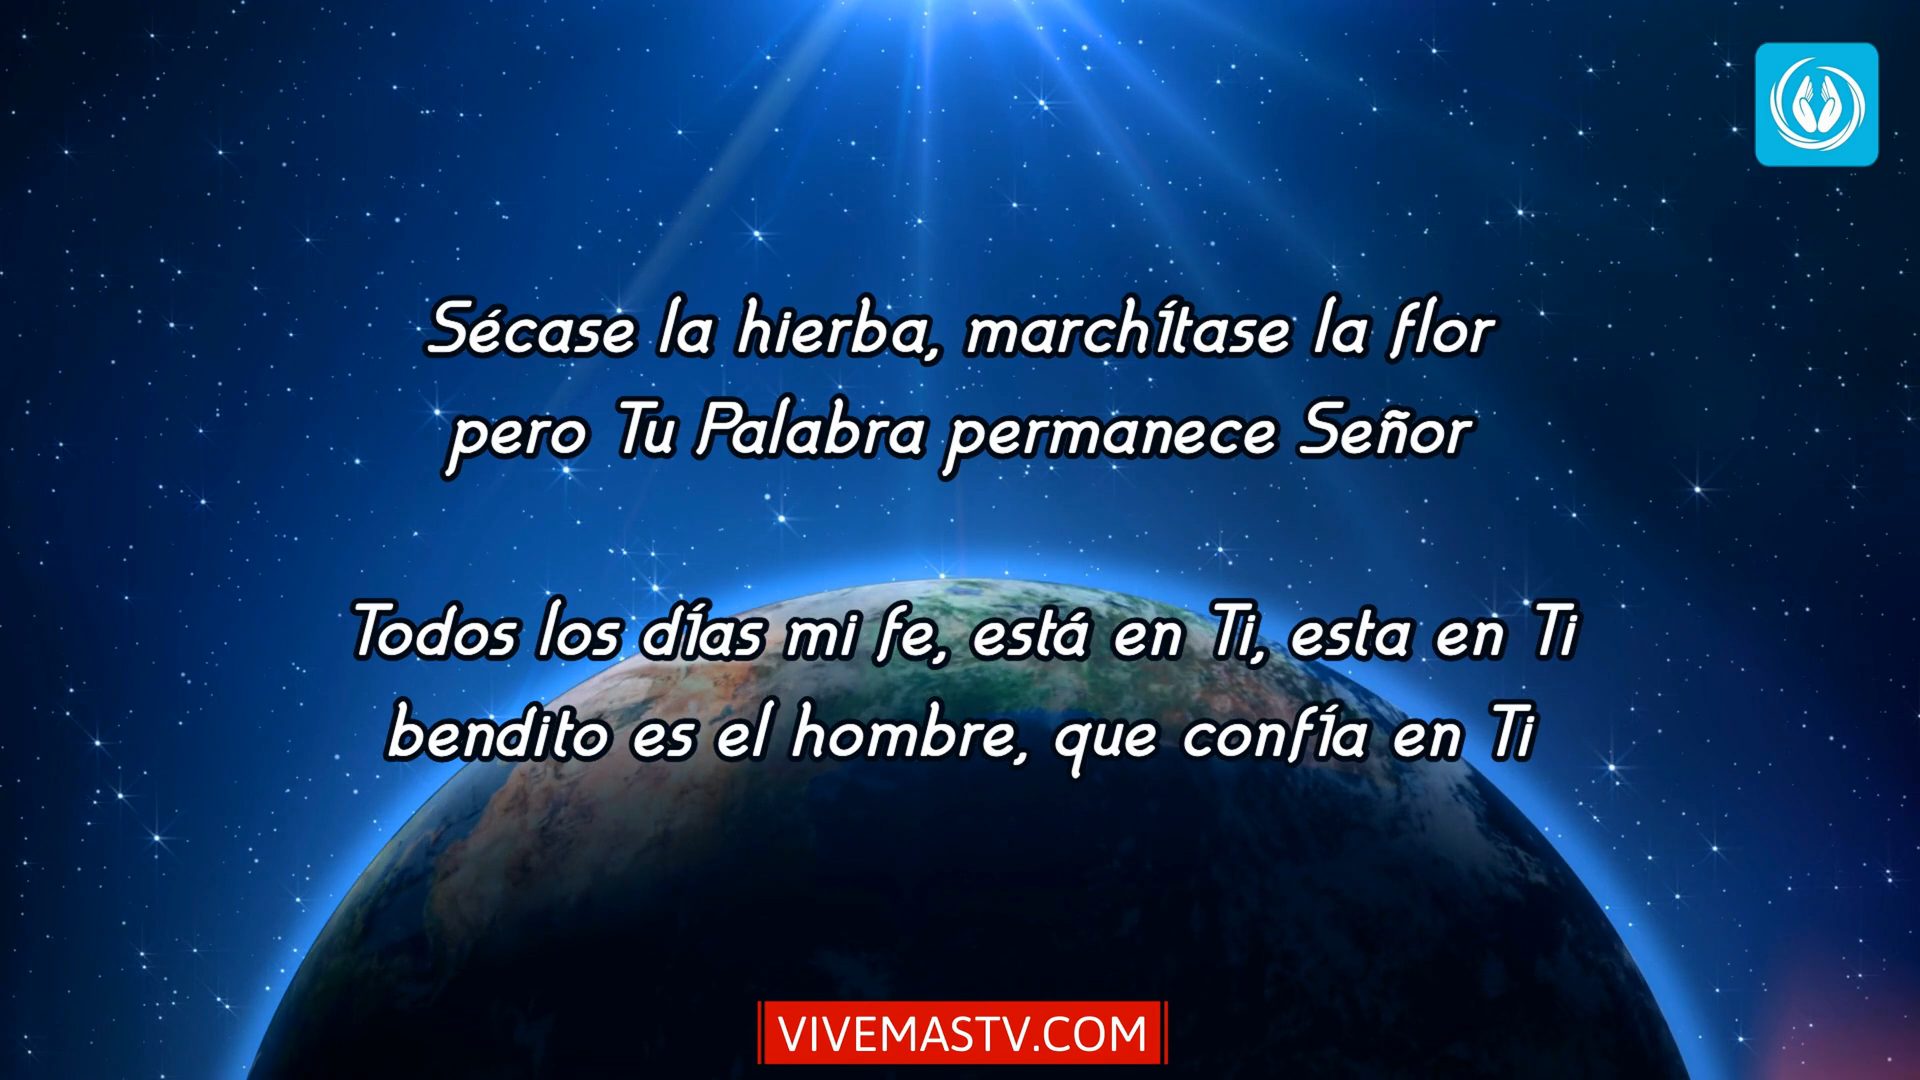 Sécase la hierba, marchítase la flor
pero Tu Palabra permanece Señor
Todos los días mi fe, está en Ti, esta en Ti
bendito es el hombre, que confía en Ti
VIVEMASTV.COM